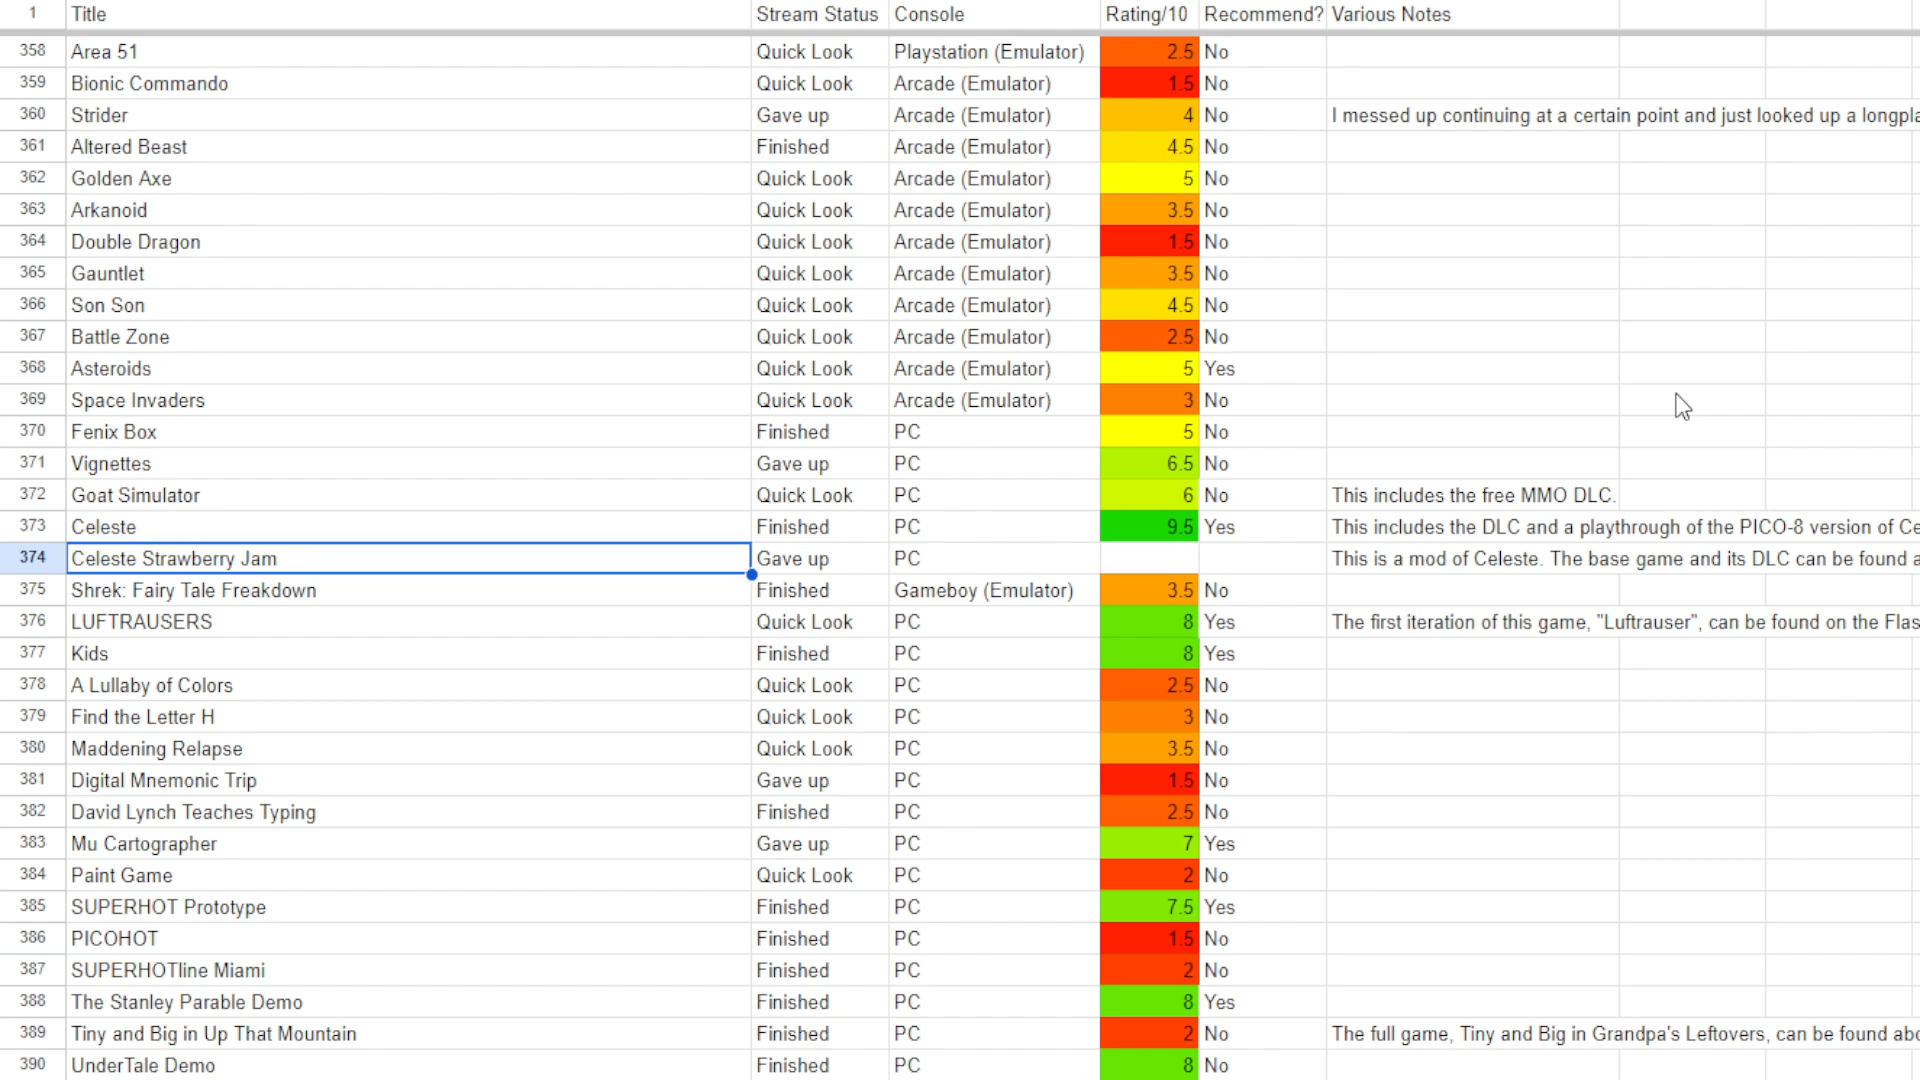 1 Title Stream Status Console Rating/10 Recommend? Various Notes
358 Area 51 Quick Look Playstation (Emulator) 2.5 No
359 Bionic Commando Quick Look Arcade (Emulator) 1.5 No
360 Strider Gave up Arcade (Emulator) 4 No I messed up continuing at a certain point and just looked up a longpla
361 Altered Beast Finished Arcade (Emulator) 4.5 No
362 Golden Axe Quick Look Arcade (Emulator) 5 No
363 Arkanoid Quick Look Arcade (Emulator) 3.5 No
364 Double Dragon Quick Look Arcade (Emulator) 1.5 No
365 Gauntlet Quick Look Arcade (Emulator) 3.5 No
366 Son Son Quick Look Arcade (Emulator) 4.5 No
367 Battle Zone Quick Look Arcade (Emulator) 2.5 No
368 Asteroids Quick Look Arcade (Emulator) 5 Yes
369 Space Invaders Quick Look Arcade (Emulator) 3 No
370 Fenix Box Finished PC 5 No
371 Vignettes Gave up PC 6.5 No
372 Goat Simulator Quick Look PC 6 No This includes the free MMO DLC.
373 Celeste Finished PC 9.5 Yes This includes the DLC and a playthrough of the PICO-8 version of Ce
374 Celeste Strawberry Jam Gave up PC This is a mod of Celeste. The base game and its DLC can be found a
375 Shrek: Fairy Tale Freakdown Finished Gameboy (Emulator) 3.5 No
376 LUFTRAUSERS Quick Look PC 8 Yes The first iteration of this game, "Luftrauser", can be found on the Flas
377 Kids Finished PC 8 Yes
378 A Lullaby of Colors Quick Look PC 2.5 No
379 Find the Letter H Quick Look PC 3 No
380 Maddening Relapse Quick Look PC 3.5 No
381 Digital Mnemonic Trip Gave up PC 1.5 No
382 David Lynch Teaches Typing Finished PC 2.5 No
383 Mu Cartographer Gave up PC 7 Yes
384 Paint Game Quick Look PC 2 No
385 SUPERHOT Prototype Finished PC 7.5 Yes
386 PICOHOT Finished PC 1.5 No
387 SUPERHOTline Miami Finished PC 2 No
388 The Stanley Parable Demo Finished PC 8 Yes
389 Tiny and Big in Up That Mountain Finished PC 2 No The full game, Tiny and Big in Grandpa's Leftovers, can be found abo
390 UnderTale Demo Finished PC 8 No